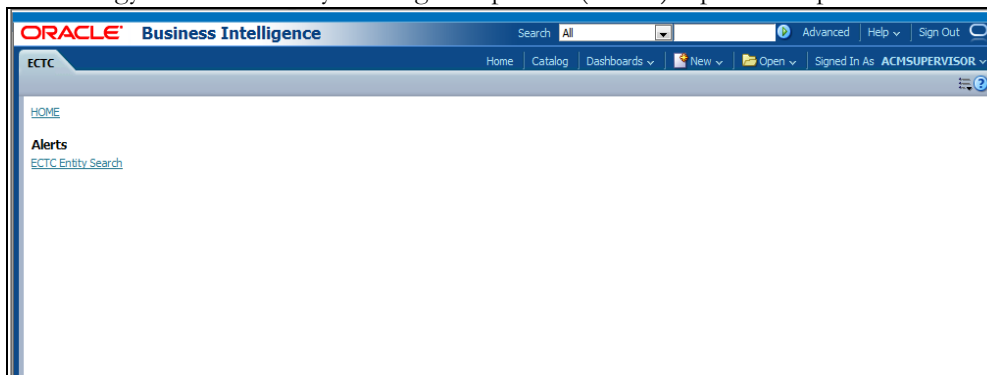 ORACLE Business Intelligence Search All Advanced Help Sign Out
ECTC Home Catalog Dashboards New Open Signed In As ACMSUPERVISOR
HOME
Alerts
ECTC Entity Search